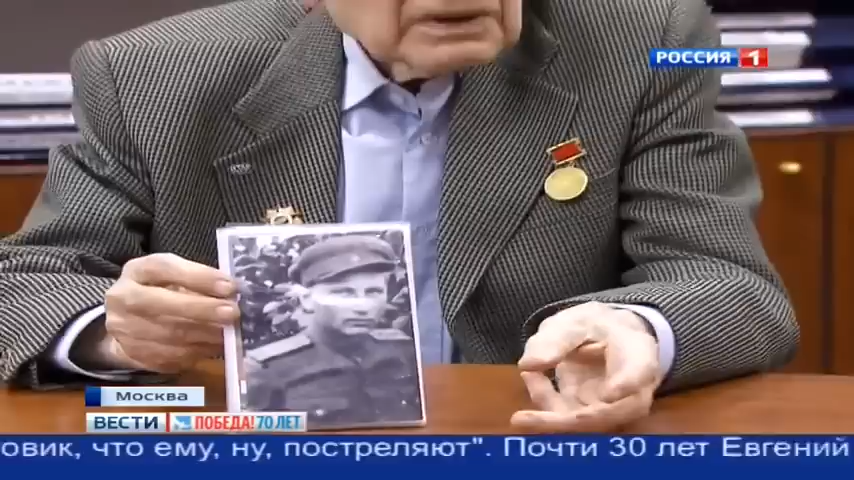 РОССИЯ 1
Москва
ВЕСТИ ПОБЕДА! 70 ЛЕТ
овик, что ему, ну, постреляют". Почти 30 лет Евгений